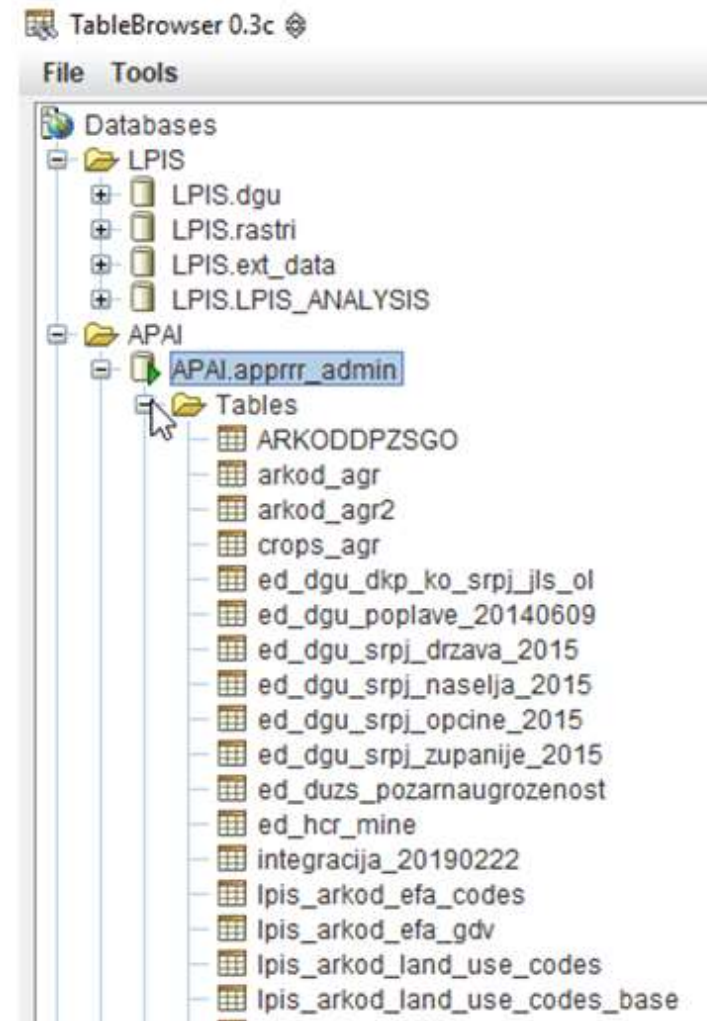 TableBrowser 0.3c
File Tools
Databases
LPIS
LPIS.dgu
LPIS.rastri
LPIS.ext_data
LPIS.LPIS_ANALYSIS
APAI
APAI.apprrr_admin
Tables
ARKODDPZSGO
arkod_agr
arkod_agr2
crops_agr
ed_dgu_dkp_ko_srpj_jls_ol
ed_dgu_poplave_20140609
ed_dgu_srpj_drzava_2015
ed_dgu_srpj_naselja_2015
ed_dgu_srpj_opcine_2015
ed_dgu_srpj_zupanije_2015
ed_duzs_pozarnaugrozenost
ed_hcr_mine
integracija_20190222
lpis_arkod_efa_codes
lpis_arkod_efa_gdv
lpis_arkod_land_use_codes
lpis_arkod_land_use_codes_base